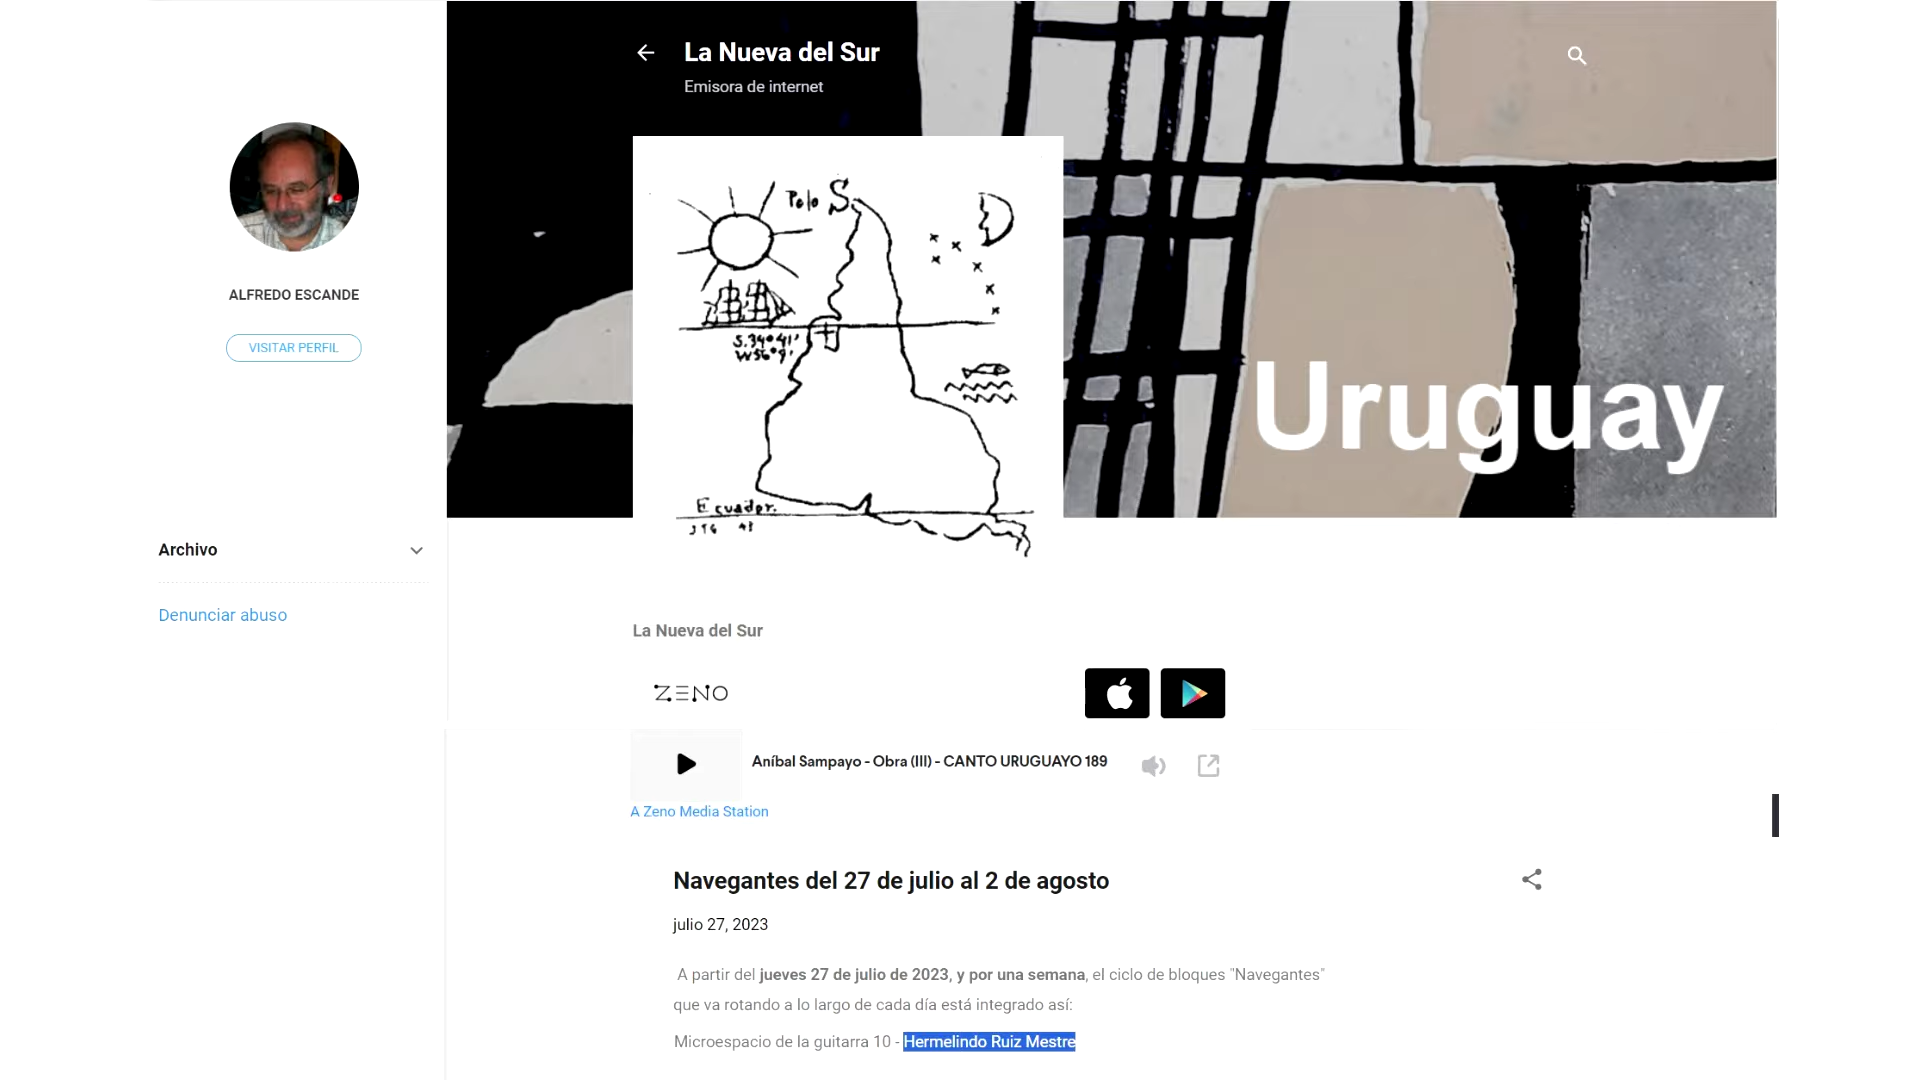 La Nueva del Sur
Emisora de internet
ALFREDO ESCANDE
VISITAR PERFIL
Archivo
Denunciar abuso
Polo S.
S.34°41'
W56°9'
Ecuador.
Uruguay
La Nueva del Sur
ZENO
Aníbal Sampayo - Obra (III) - CANTO URUGUAYO 189
A Zeno Media Station
Navegantes del 27 de julio al 2 de agosto
julio 27, 2023
A partir del jueves 27 de julio de 2023, y por una semana, el ciclo de bloques "Navegantes"
que va rotando a lo largo de cada día está integrado así:
Microespacio de la guitarra 10 - Hermelindo Ruiz Mestre